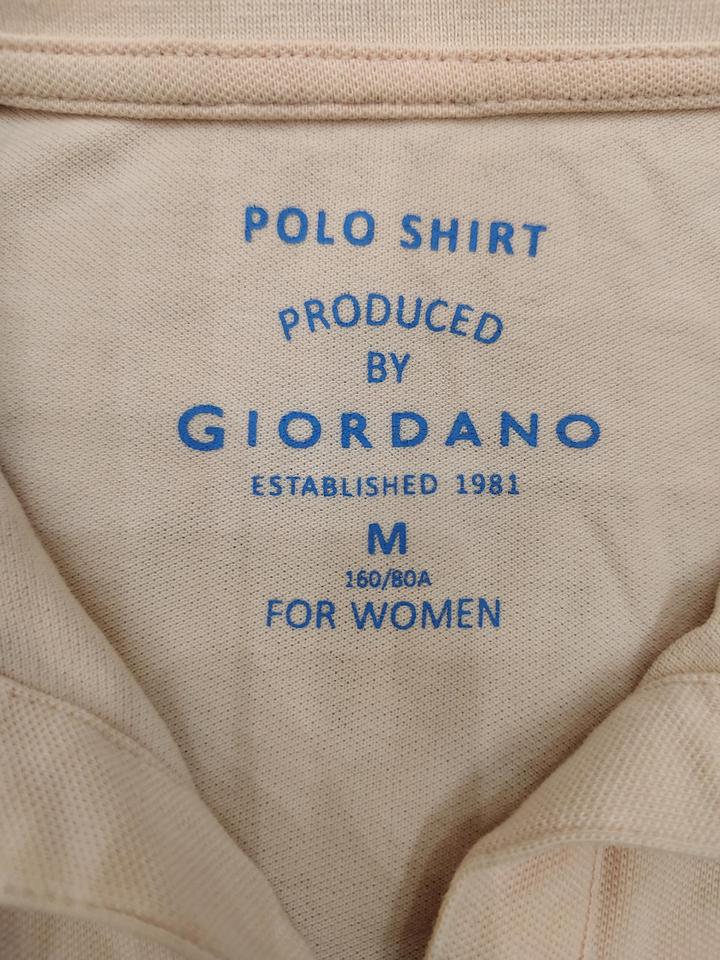 POLO SHIRT
PRODUCED
BY
GIORDANO
ESTABLISHED 1981
M
160/80A
FOR WOMEN